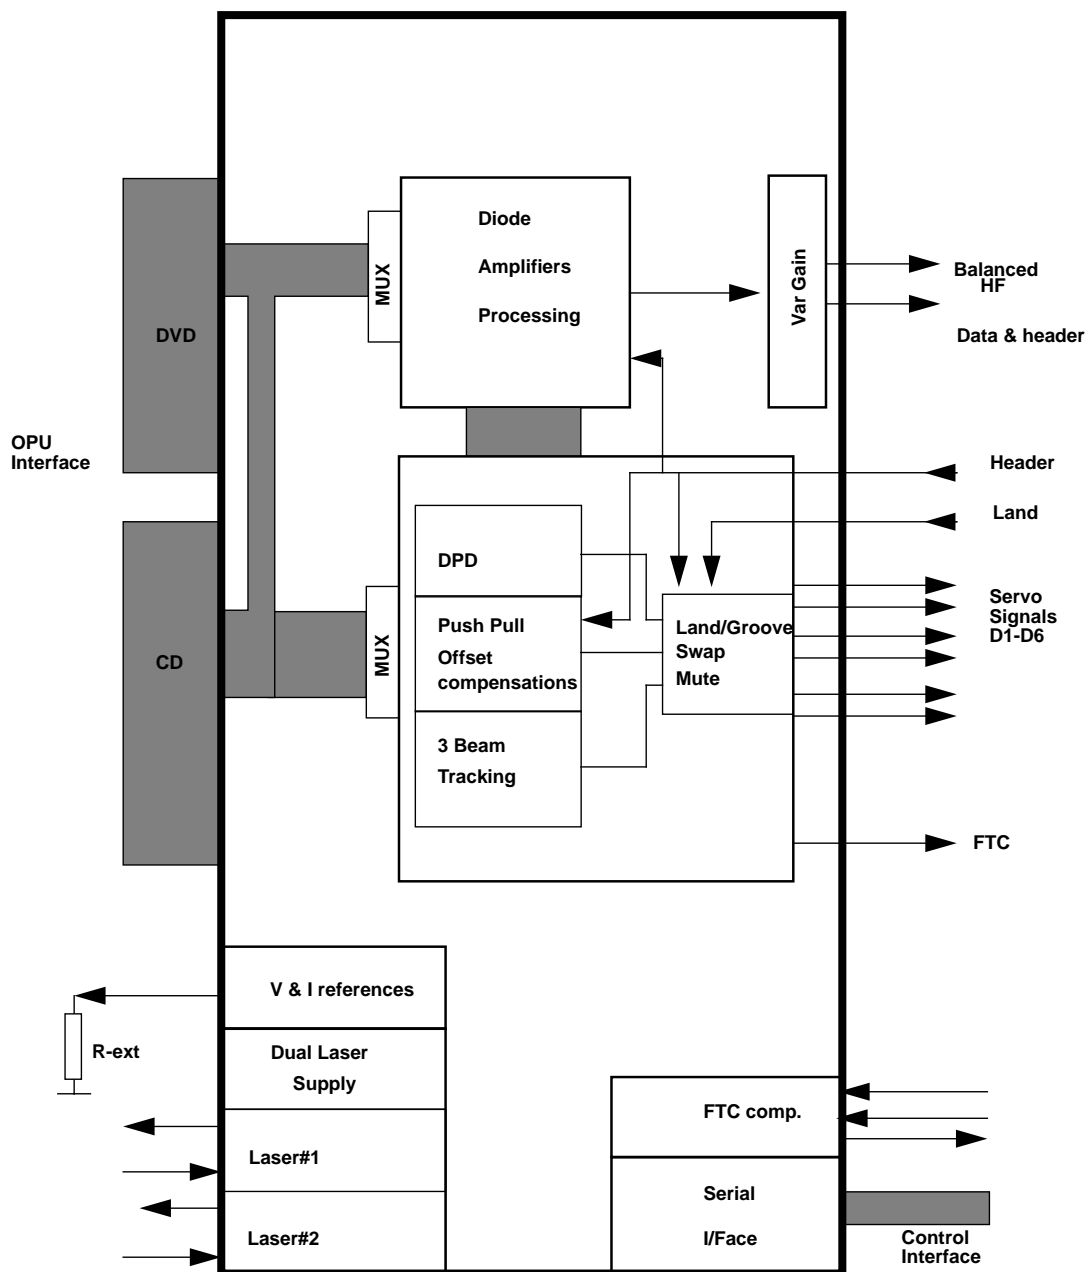 Diode
Amplifiers
Processing
MUX
Var Gain
Balanced
HF
Data & header
DVD
OPU
Interface
Header
Land
DPD
Push Pull
Offset
compensations
3 Beam
Tracking
MUX
Land/Groove
Swap
Mute
Servo
Signals
D1-D6
CD
FTC
V & I references
R-ext
Dual Laser
Supply
Laser#1
Laser#2
FTC comp.
Serial
I/Face
Control
Interface